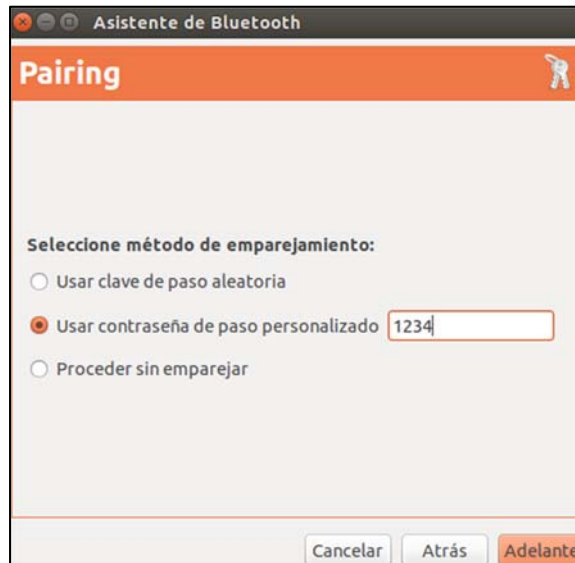 Asistente de Bluetooth
Pairing
Seleccione método de emparejamiento:
Usar clave de paso aleatoria
Usar contraseña de paso personalizado 1234
Proceder sin emparejar
Cancelar Atrás Adelante